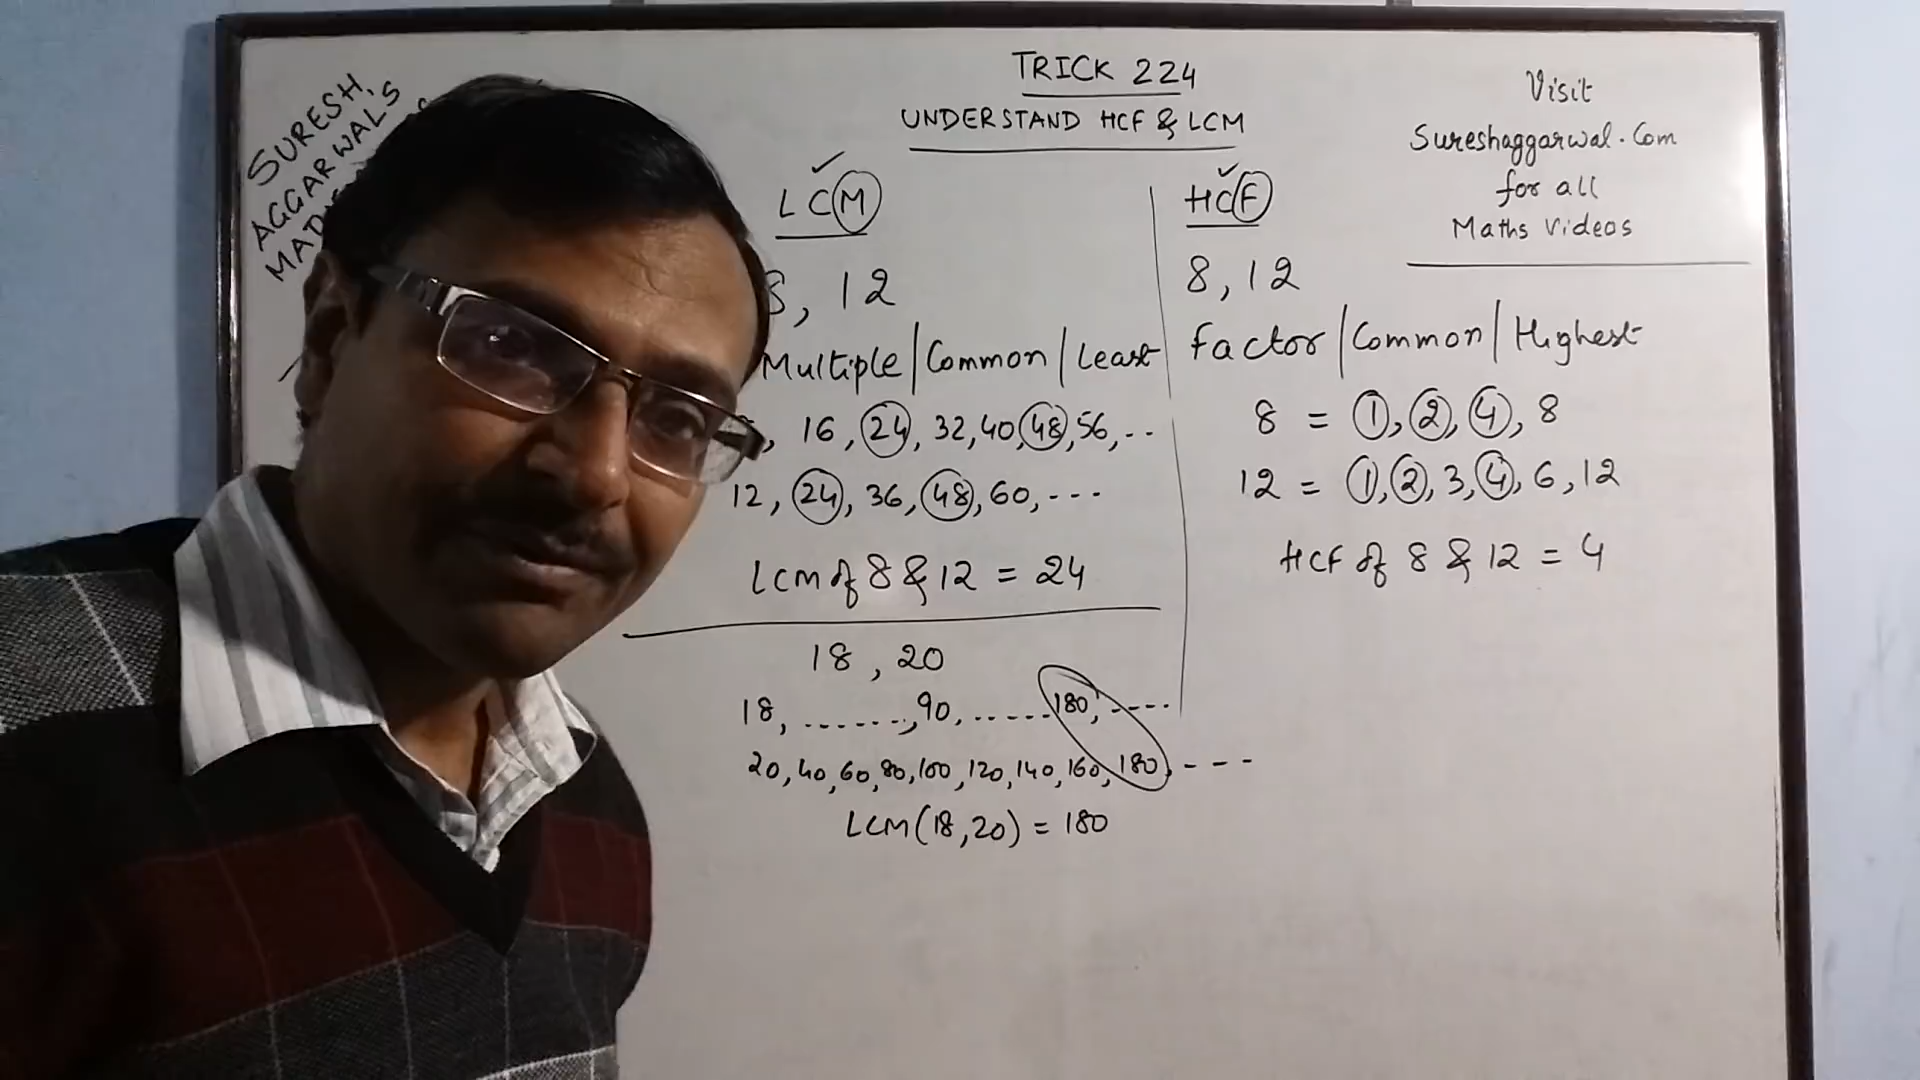 SURESH
AGGARWAL'S
TRICK 224
UNDERSTAND HCF & LCM
LCM
8, 12
Multiple/Common/Least
, 16, 24, 32, 40, 48, 56, ..
12, 24, 36, 48, 60, ---
LCM of 8 & 12 = 24
18, 20
18, ......., 90, ..... 180, ----
20, 40, 60, 80, 100, 120, 140, 160, 180, ---
LCM(18,20) = 180
HCF
8, 12
Factor/Common/Highest
8 = 1, 2, 4, 8
12 = 1, 2, 3, 4, 6, 12
HCF of 8 & 12 = 4
Visit
Sureshaggarwal.Com
for all
Maths Videos